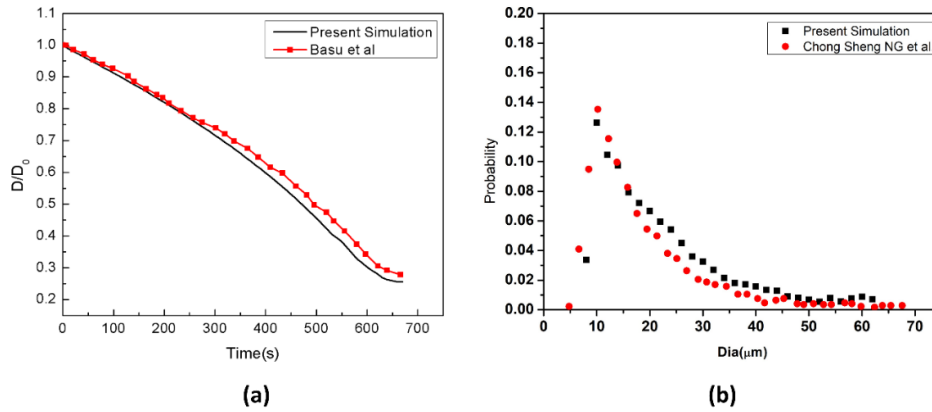 (a)
1.1
1.0
0.9
0.8
0.7
0.6
0.5
0.4
0.3
0.2
D/D₀
0 100 200 300 400 500 600 700
Time(s)
Present Simulation
Basu et al
(a)
(b)
0.20
0.18
0.16
0.14
0.12
0.10
0.08
0.06
0.04
0.02
0.00
Probability
0 10 20 30 40 50 60 70
Dia(μm)
Present Simulation
Chong Sheng NG et al
(b)